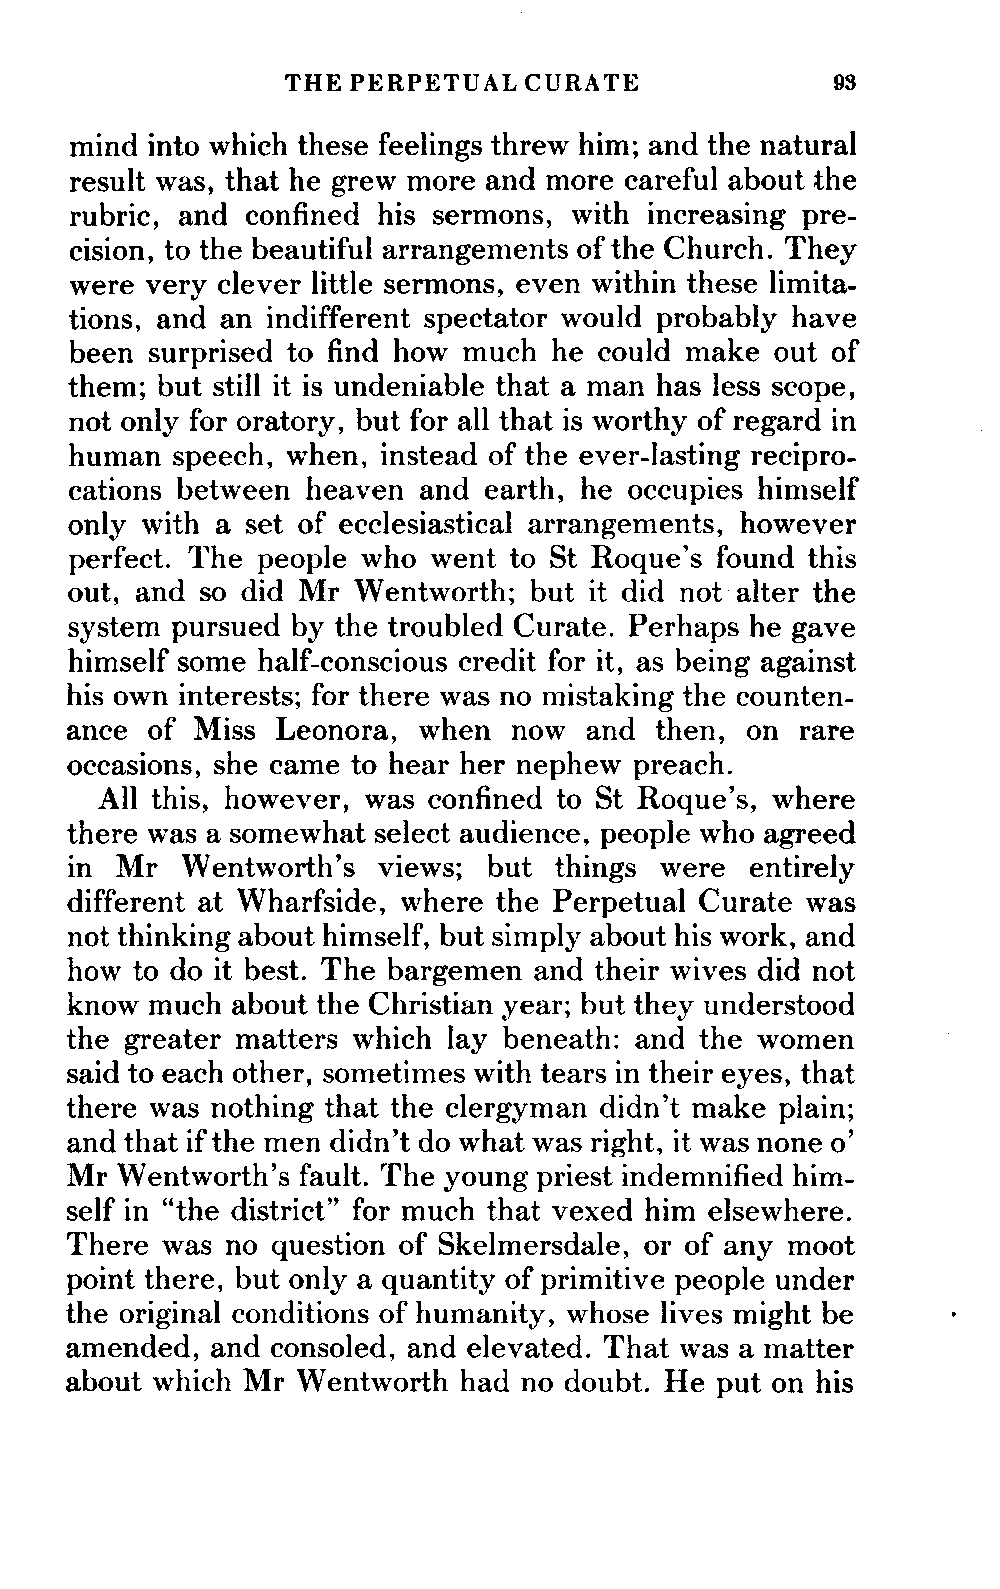 THE PERPETUAL CURATE 93
mind into which these feelings threw him; and the natural
result was, that he grew more and more careful about the
rubric, and confined his sermons, with increasing pre-
cision, to the beautiful arrangements of the Church. They
were very clever little sermons, even within these limita-
tions, and an indifferent spectator would probably have
been surprised to find how much he could make out of
them; but still it is undeniable that a man has less scope,
not only for oratory, but for all that is worthy of regard in
human speech, when, instead of the ever-lasting recipro-
cations between heaven and earth, he occupies himself
only with a set of ecclesiastical arrangements, however
perfect. The people who went to St Roque's found this
out, and so did Mr Wentworth; but it did not alter the
system pursued by the troubled Curate. Perhaps he gave
himself some half-conscious credit for it, as being against
his own interests; for there was no mistaking the counten-
ance of Miss Leonora, when now and then, on rare
occasions, she came to hear her nephew preach.
All this, however, was confined to St Roque's, where
there was a somewhat select audience, people who agreed
in Mr Wentworth's views; but things were entirely
different at Wharfside, where the Perpetual Curate was
not thinking about himself, but simply about his work, and
how to do it best. The bargemen and their wives did not
know much about the Christian year; but they understood
the greater matters which lay beneath: and the women
said to each other, sometimes with tears in their eyes, that
there was nothing that the clergyman didn't make plain;
and that if the men didn't do what was right, it was none o'
Mr Wentworth's fault. The young priest indemnified him-
self in "the district" for much that vexed him elsewhere.
There was no question of Skelmersdale, or of any moot
point there, but only a quantity of primitive people under
the original conditions of humanity, whose lives might be
amended, and consoled, and elevated. That was a matter
about which Mr Wentworth had no doubt. He put on his